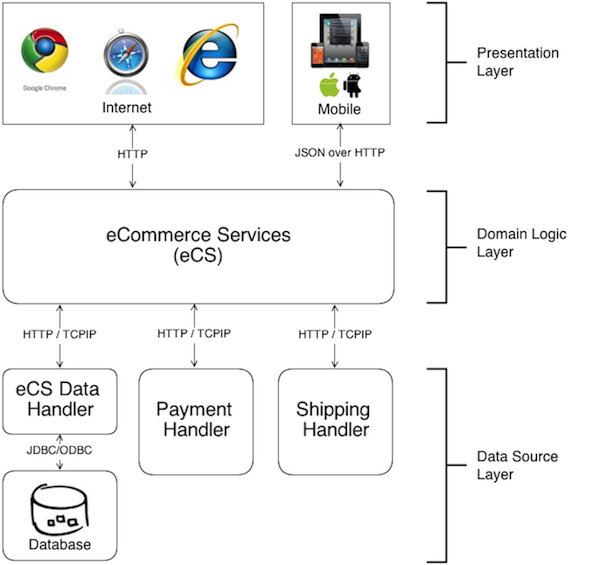 Google Chrome
Internet
Mobile
Presentation
Layer
HTTP
JSON over HTTP
eCommerce Services
(eCS)
Domain Logic
Layer
HTTP / TCPIP
HTTP / TCPIP
HTTP / TCPIP
eCS Data
Handler
Payment
Handler
Shipping
Handler
JDBC/ODBC
Data Source
Layer
Database